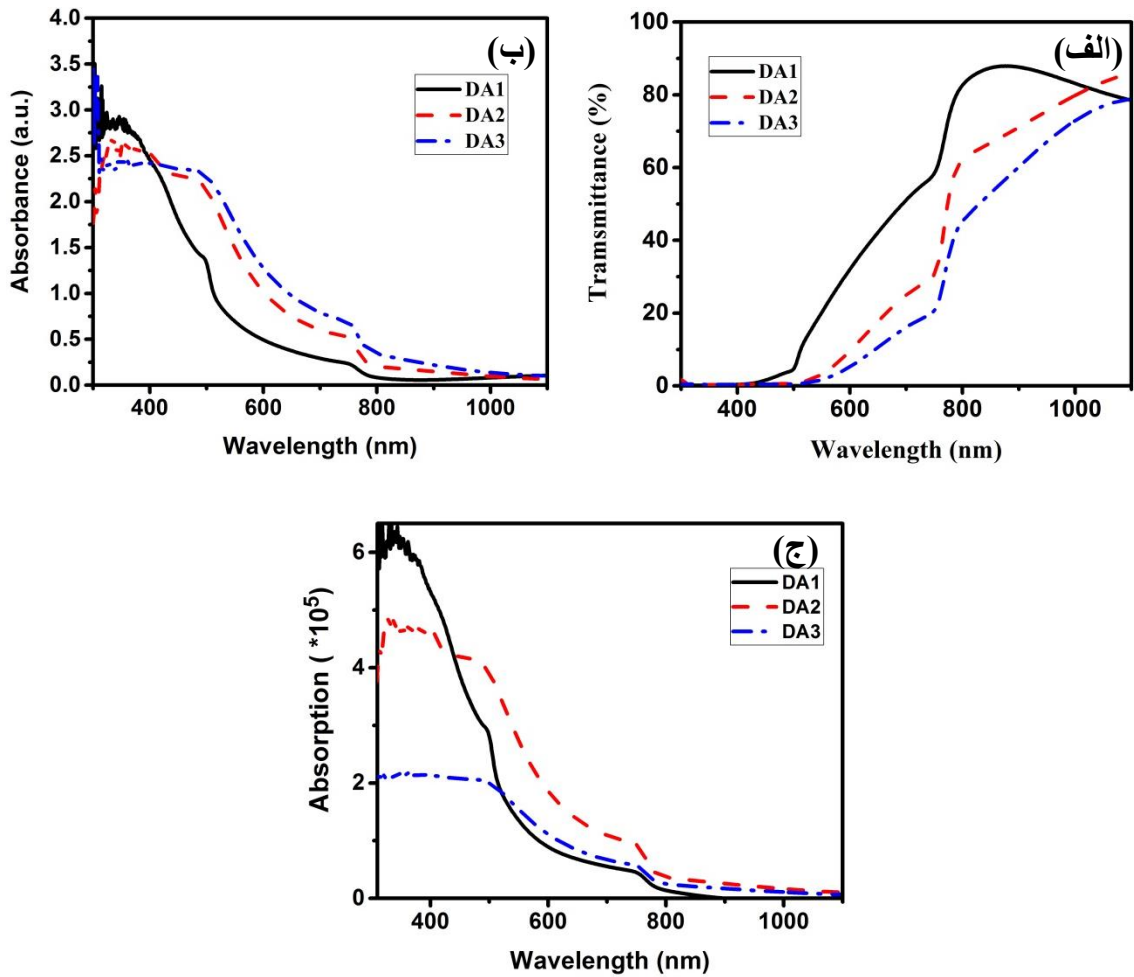 (ب)
DA1
DA2
DA3
Absorbance (a.u.)
4.0
3.5
3.0
2.5
2.0
1.5
1.0
0.5
0.0
400 600 800 1000
Wavelength (nm)
(الف)
DA1
DA2
DA3
Tramsmittance (%)
100
80
60
40
20
0
400 600 800 1000
Wavelength (nm)
(ج)
DA1
DA2
DA3
Absorption ( *10⁵)
6
4
2
0
400 600 800 1000
Wavelength (nm)